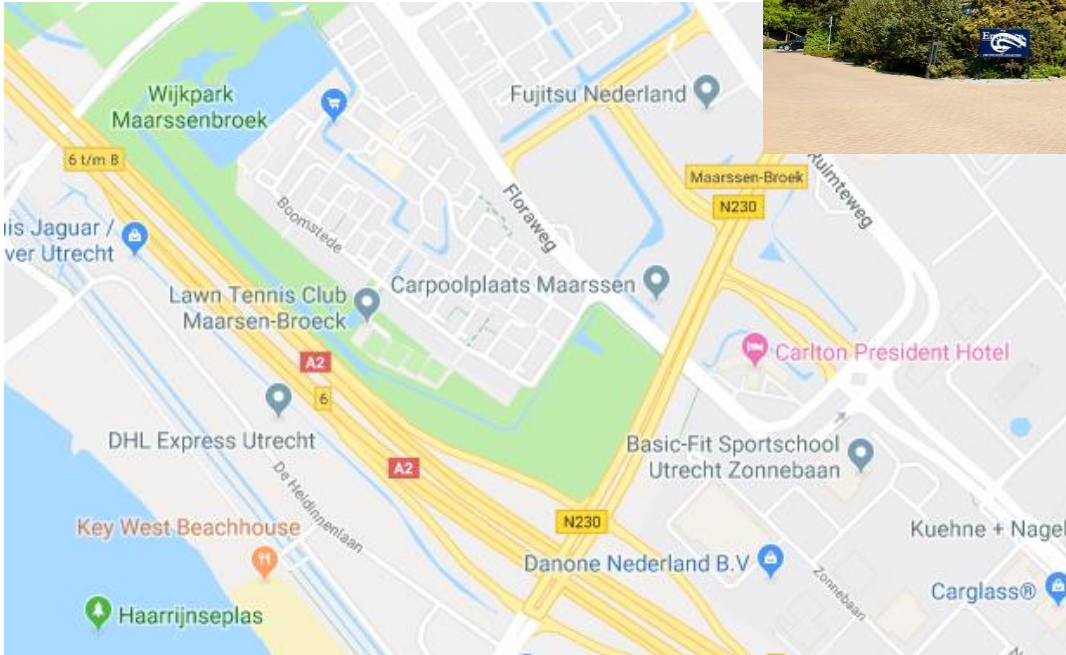 Wijkpark
Maarssenbroek
Fujitsu Nederland
6 t/m 8
Maarssen-Broek
Ruimteweg
N230
Floraweg
Boomstede
is Jaguar /
ver Utrecht
Carpoolplaats Maarssen
Lawn Tennis Club
Maarsen-Broeck
A2
Carlton President Hotel
6
DHL Express Utrecht
Basic-Fit Sportschool
Utrecht Zonnebaan
A2
De Heldinnenlaan
N230
Key West Beachhouse
Kuehne + Nagel
Danone Nederland B.V
Zonnebaan
Carglass®
Haarrijnseplas